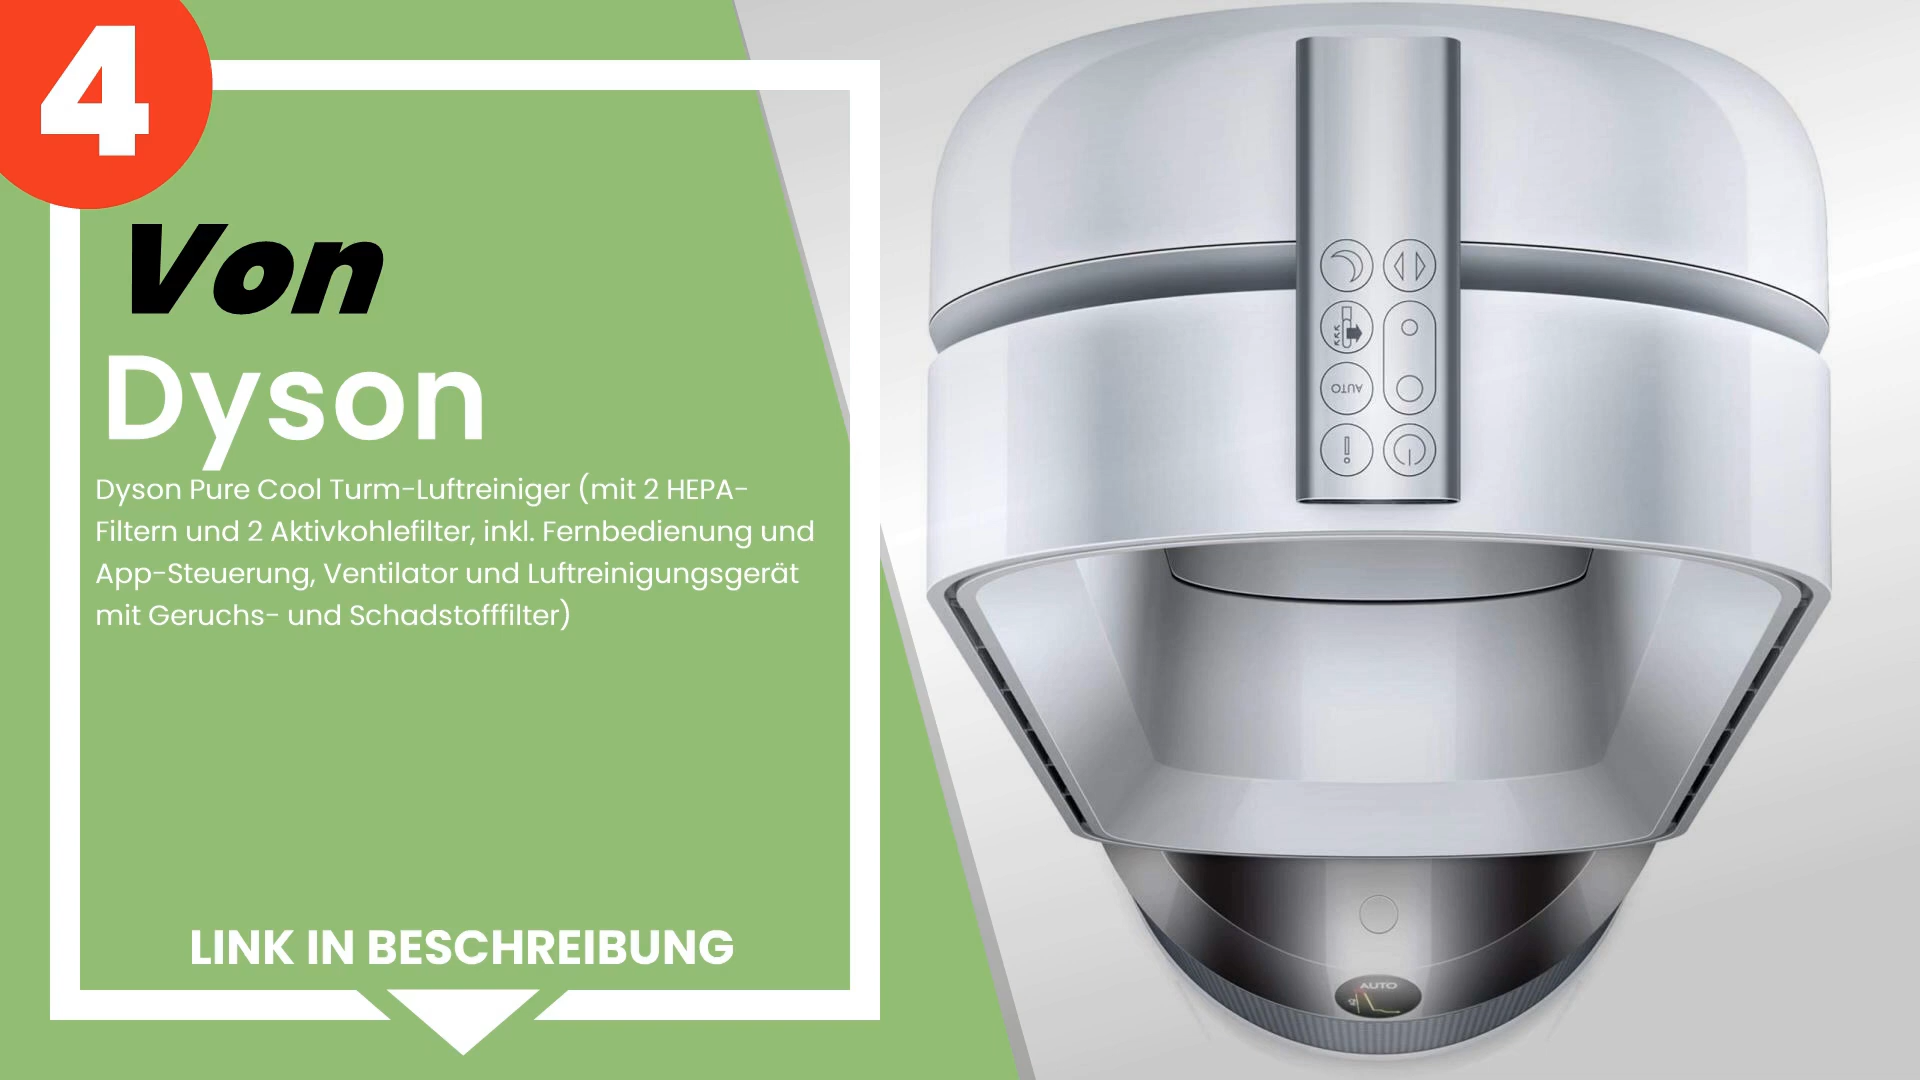 4
Von
Dyson
Dyson Pure Cool Turm-Luftreiniger (mit 2 HEPA-
Filtern und 2 Aktivkohlefilter, inkl. Fernbedienung und
App-Steuerung, Ventilator und Luftreinigungsgerät
mit Geruchs- und Schadstofffilter)
LINK IN BESCHREIBUNG
AUTO
AUTO